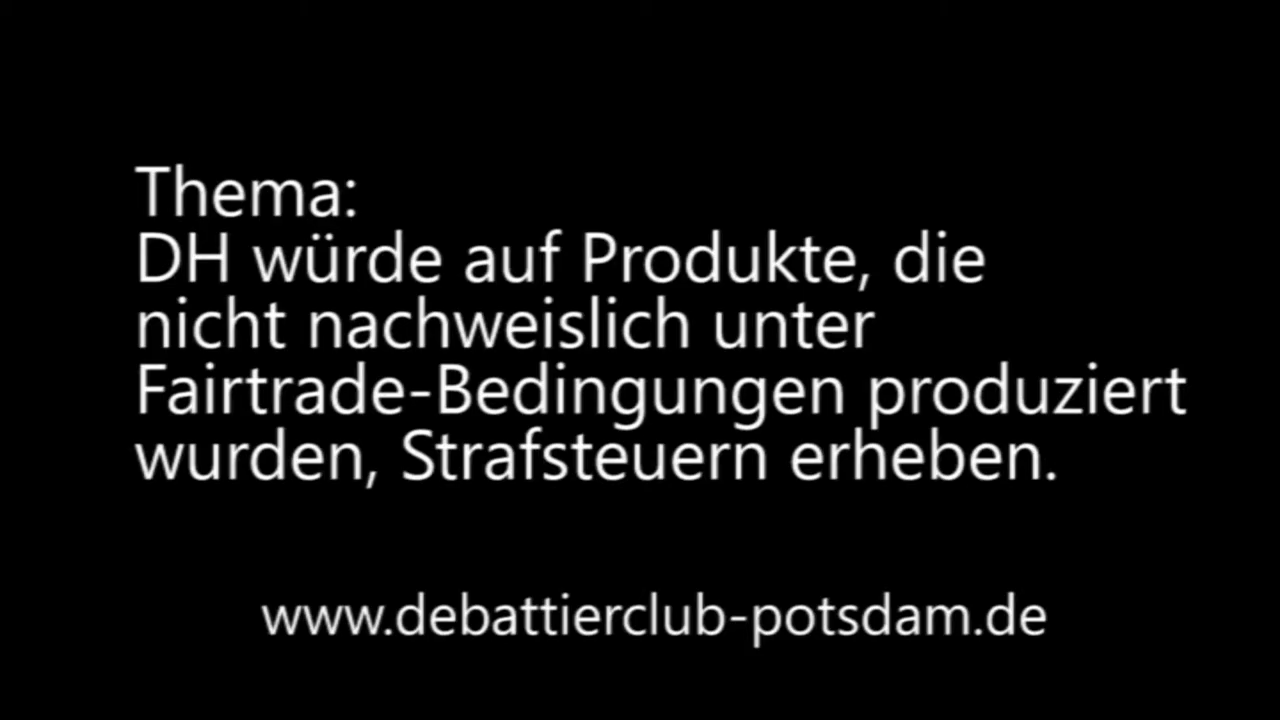 Thema:
DH würde auf Produkte, die
nicht nachweislich unter
Fairtrade-Bedingungen produziert
wurden, Strafsteuern erheben.
www.debattierclub-potsdam.de